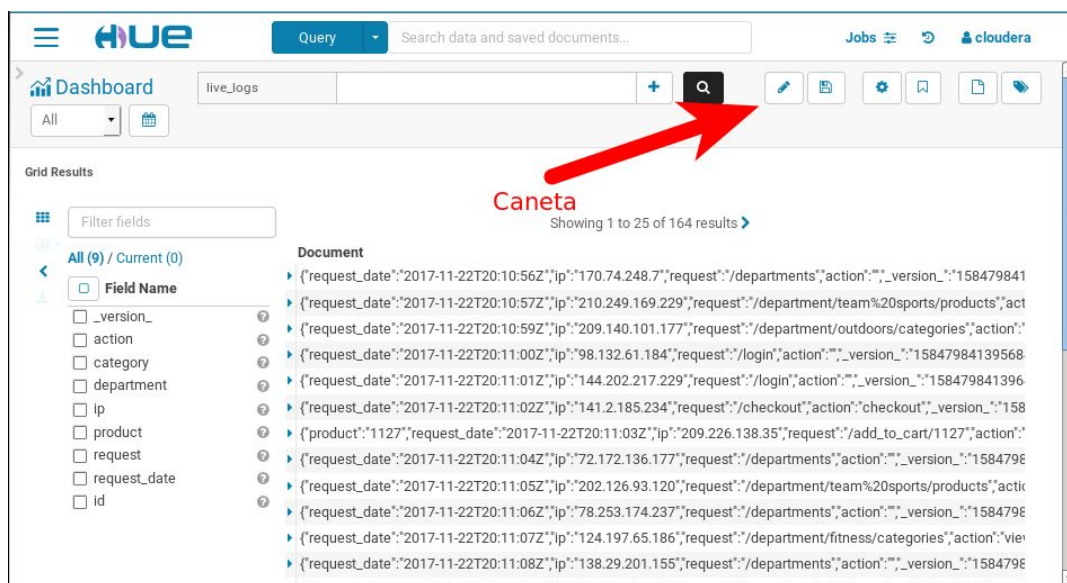 HUE
Query
Search data and saved documents...
Jobs
cloudera
Dashboard
live_logs
All
Grid Results
Caneta
Showing 1 to 25 of 164 results
Filter fields
All (9) / Current (0)
Field Name
_version_
action
category
department
ip
product
request
request_date
id
Document
{"request_date":"2017-11-22T20:10:56Z","ip":"170.74.248.7","request":"/departments","action":"","_version_":"158479841
{"request_date":"2017-11-22T20:10:57Z","ip":"210.249.169.229","request":"/department/team%20sports/products","act
{"request_date":"2017-11-22T20:10:59Z","ip":"209.140.101.177","request":"/department/outdoors/categories","action":"
{"request_date":"2017-11-22T20:11:00Z","ip":"98.132.61.184","request":"/login","action":"","_version_":"15847984139568
{"request_date":"2017-11-22T20:11:01Z","ip":"144.202.217.229","request":"/login","action":"","_version_":"158479841396
{"request_date":"2017-11-22T20:11:02Z","ip":"141.2.185.234","request":"/checkout","action":"checkout","_version_":"158
{"product":"1127","request_date":"2017-11-22T20:11:03Z","ip":"209.226.138.35","request":"/add_to_cart/1127","action":"
{"request_date":"2017-11-22T20:11:04Z","ip":"72.172.136.177","request":"/departments","action":"","_version_":"1584798
{"request_date":"2017-11-22T20:11:05Z","ip":"202.126.93.120","request":"/department/team%20sports/products","actic
{"request_date":"2017-11-22T20:11:06Z","ip":"78.253.174.237","request":"/departments","action":"","_version_":"1584798
{"request_date":"2017-11-22T20:11:07Z","ip":"124.197.65.186","request":"/department/fitness/categories","action":"vie
{"request_date":"2017-11-22T20:11:08Z","ip":"138.29.201.155","request":"/departments","action":"","_version_":"1584798